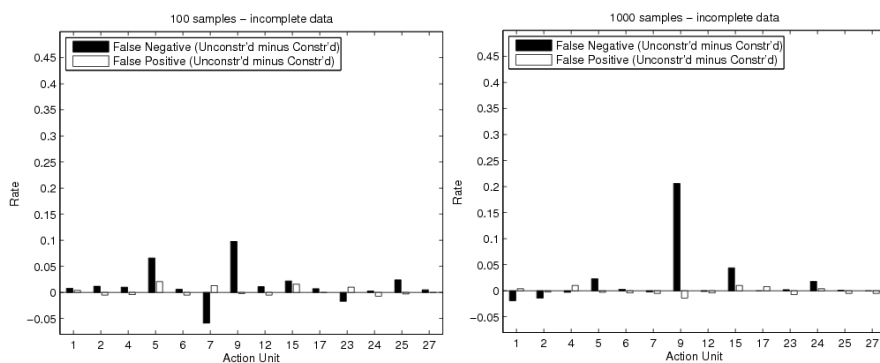 100 samples − incomplete data
False Negative (Unconstr'd minus Constr'd)
False Positive (Unconstr'd minus Constr'd)
0.45
0.4
0.35
0.3
0.25
0.2
0.15
0.1
0.05
0
−0.05
Rate
1 2 4 5 6 7 9 12 15 17 23 24 25 27
Action Unit
1000 samples − incomplete data
False Negative (Unconstr'd minus Constr'd)
False Positive (Unconstr'd minus Constr'd)
0.45
0.4
0.35
0.3
0.25
0.2
0.15
0.1
0.05
0
−0.05
Rate
1 2 4 5 6 7 9 12 15 17 23 24 25 27
Action Unit